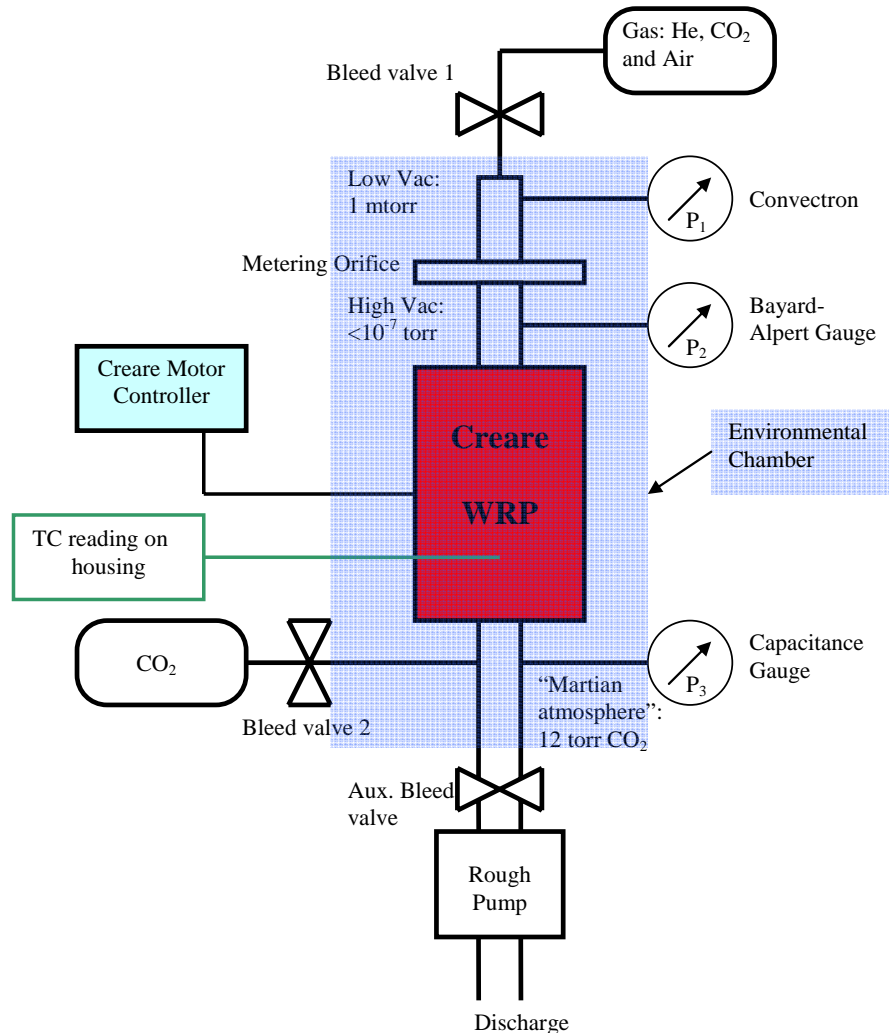 Gas: He, CO₂
and Air
Bleed valve 1
Low Vac:
1 mtorr
P₁
Convectron
Metering Orifice
High Vac:
<10⁻⁷ torr
P₂
Bayard-
Alpert Gauge
Creare Motor
Controller
Creare
WRP
Environmental
Chamber
TC reading on
housing
CO₂
Bleed valve 2
P₃
Capacitance
Gauge
“Martian
atmosphere”:
12 torr CO₂
Aux. Bleed
valve
Rough
Pump
Discharge